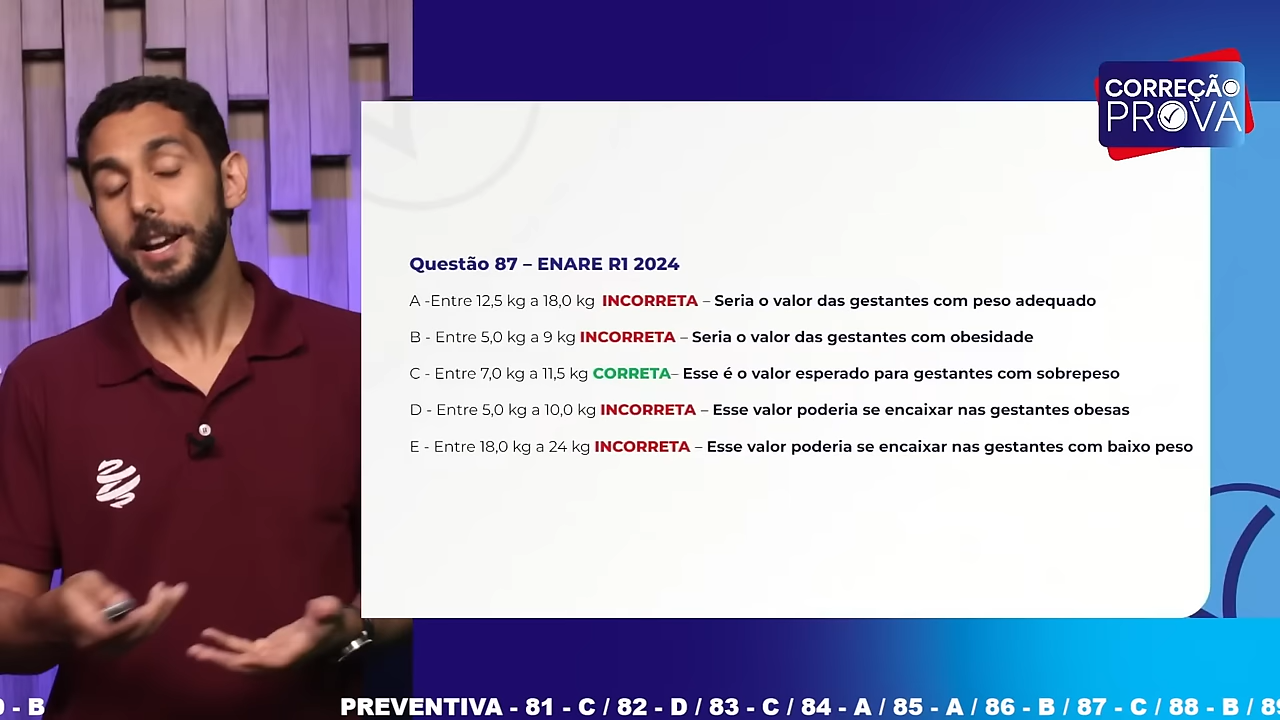 CORREÇÃO
PROVA
Questão 87 – ENARE R1 2024
A -Entre 12,5 kg a 18,0 kg INCORRETA – Seria o valor das gestantes com peso adequado
B - Entre 5,0 kg a 9 kg INCORRETA – Seria o valor das gestantes com obesidade
C - Entre 7,0 kg a 11,5 kg CORRETA– Esse é o valor esperado para gestantes com sobrepeso
D - Entre 5,0 kg a 10,0 kg INCORRETA – Esse valor poderia se encaixar nas gestantes obesas
E - Entre 18,0 kg a 24 kg INCORRETA – Esse valor poderia se encaixar nas gestantes com baixo peso
- B PREVENTIVA - 81 - C / 82 - D / 83 - C / 84 - A / 85 - A / 86 - B / 87 - C / 88 - B /